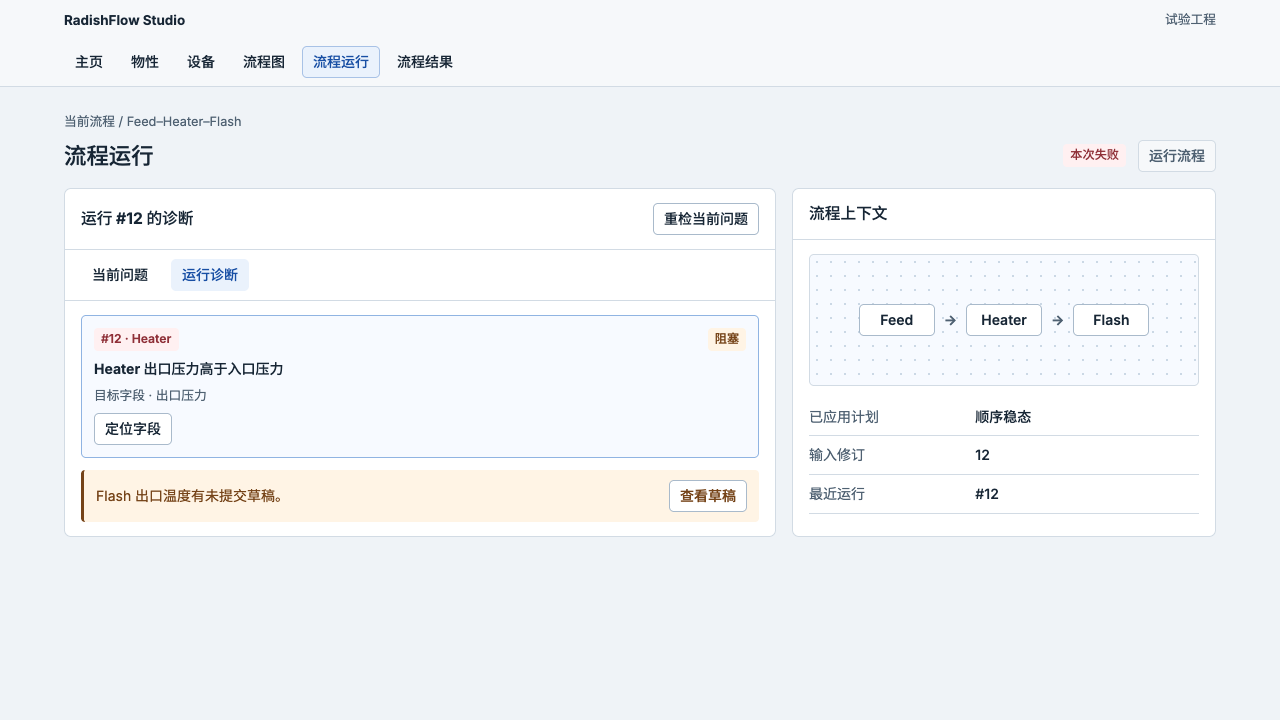 RadishFlow Studio
试验工程
主页 物性 设备 流程图 流程运行 流程结果
当前流程 / Feed–Heater–Flash
流程运行
本次失败
运行流程
运行 #12 的诊断
重检当前问题
当前问题 运行诊断
#12 · Heater
阻塞
Heater 出口压力高于入口压力
目标字段 · 出口压力
定位字段
Flash 出口温度有未提交草稿。
查看草稿
流程上下文
Feed → Heater → Flash
已应用计划 顺序稳态
输入修订 12
最近运行 #12